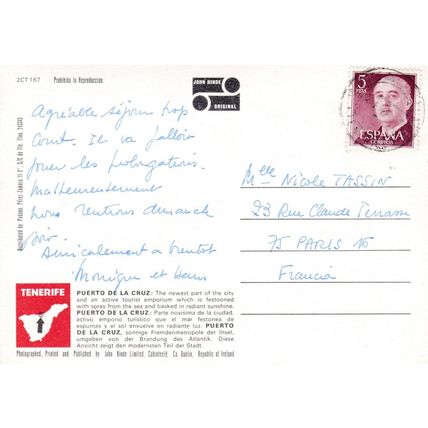 2CT167
Prohibida la Reproduccion.
JOHN HINDE
ORIGINAL
5
PTAS
ESPAÑA
CORREOS
Agréable séjour trop
court. Il va falloir
jouer les prolongations.
Malheureusement
nous rentrons dimanche
soir.
Amicalement a bientot
Monique et
Mlle Nicole TASSIN
23 Rue Claude Terrasse
75 PARIS 16
Francia
TENERIFE
PUERTO DE LA CRUZ: The newest part of the city
and an active tourist emporium which is festooned
with spray from the sea and basked in radiant sunshine.
PUERTO DE LA CRUZ: Parte novisima de la ciudad,
activo emporio turístico que el mar festonea de
espumas y el sol envuelve en radiante luz. PUERTO
DE LA CRUZ, sonnige Fremdenmetropole der Insel,
umgeben von der Brandung des Atlantik. Diese
Ansicht zeigt den modernsten Teil der Stadt.
Photographed, Printed and Published by John Hinde Limited, Cabinteely, Co. Dublin, Republic of Ireland